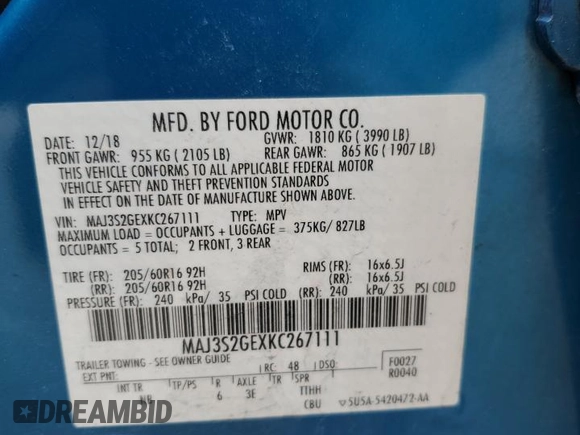 MFD. BY FORD MOTOR CO.
DATE: 12/18 GVWR: 1810 KG ( 3990 LB)
FRONT GAWR: 955 KG ( 2105 LB) REAR GAWR: 865 KG ( 1907 LB)
THIS VEHICLE CONFORMS TO ALL APPLICABLE FEDERAL MOTOR
VEHICLE SAFETY AND THEFT PREVENTION STANDARDS
IN EFFECT ON THE DATE OF MANUFACTURE SHOWN ABOVE.
VIN: MAJ3S2GEXKC267111 TYPE: MPV
MAXIMUM LOAD = OCCUPANTS + LUGGAGE = 375KG/ 827LB
OCCUPANTS = 5 TOTAL; 2 FRONT, 3 REAR
TIRE (FR): 205/60R16 92H RIMS (FR): 16x6.5J
(RR): 205/60R16 92H (RR): 16x6.5J
PRESSURE (FR): 240 kPa/ 35 PSI COLD (RR): 240 kPa/ 35 PSI COLD
MAJ3S2GEXKC267111
TRAILER TOWING - SEE OWNER GUIDE
EXT PNT: RC: 48 DSO: F0027
R0040
INT TR TP/PS R AXLE TR SPR
6 3E TTHH
CBU 5U5A-5420472-AA
DREAMBID